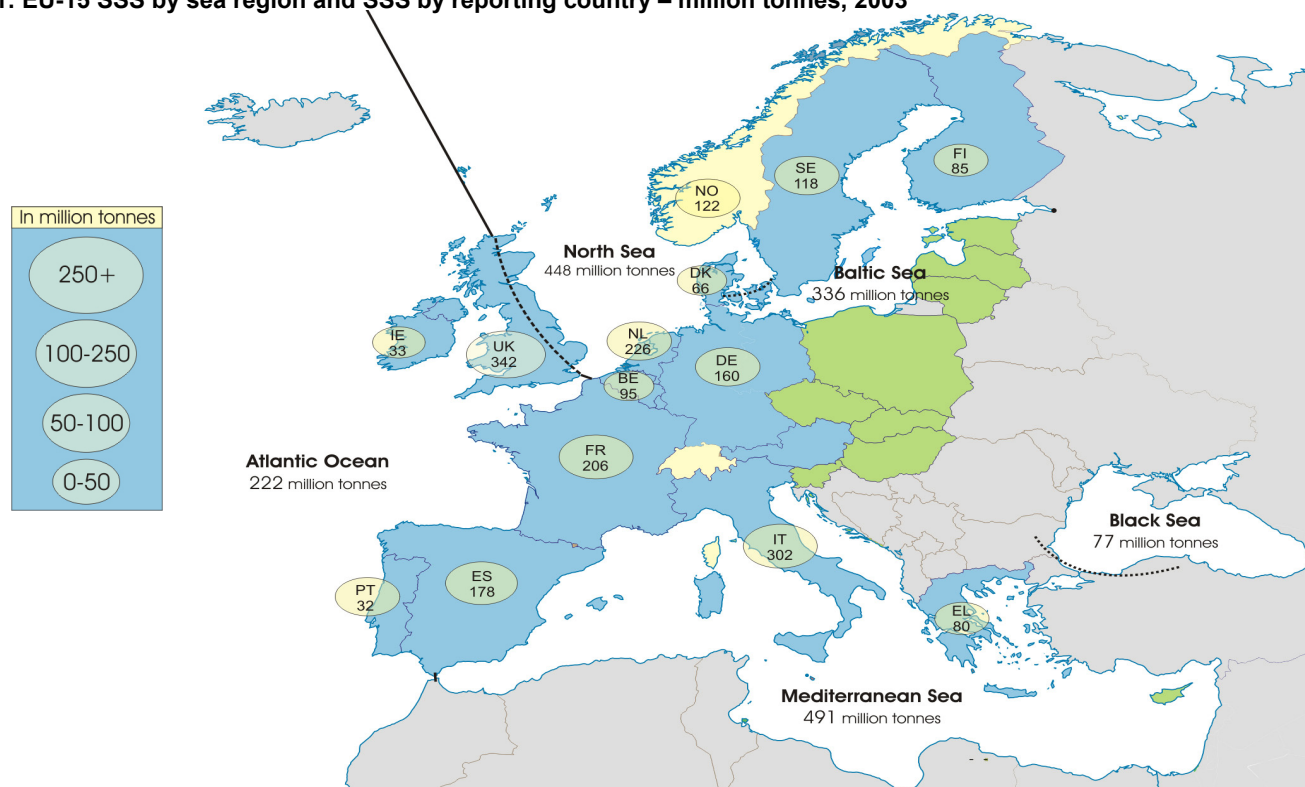 1: EU-15 SSS by sea region and SSS by reporting country – million tonnes, 2003
In million tonnes
250+
100-250
50-100
0-50
NO
122
SE
118
FI
85
North Sea
448 million tonnes
DK
66
Baltic Sea
336 million tonnes
IE
33
UK
342
NL
226
BE
95
DE
160
Atlantic Ocean
222 million tonnes
FR
206
Black Sea
77 million tonnes
IT
302
PT
32
ES
178
EL
80
Mediterranean Sea
491 million tonnes